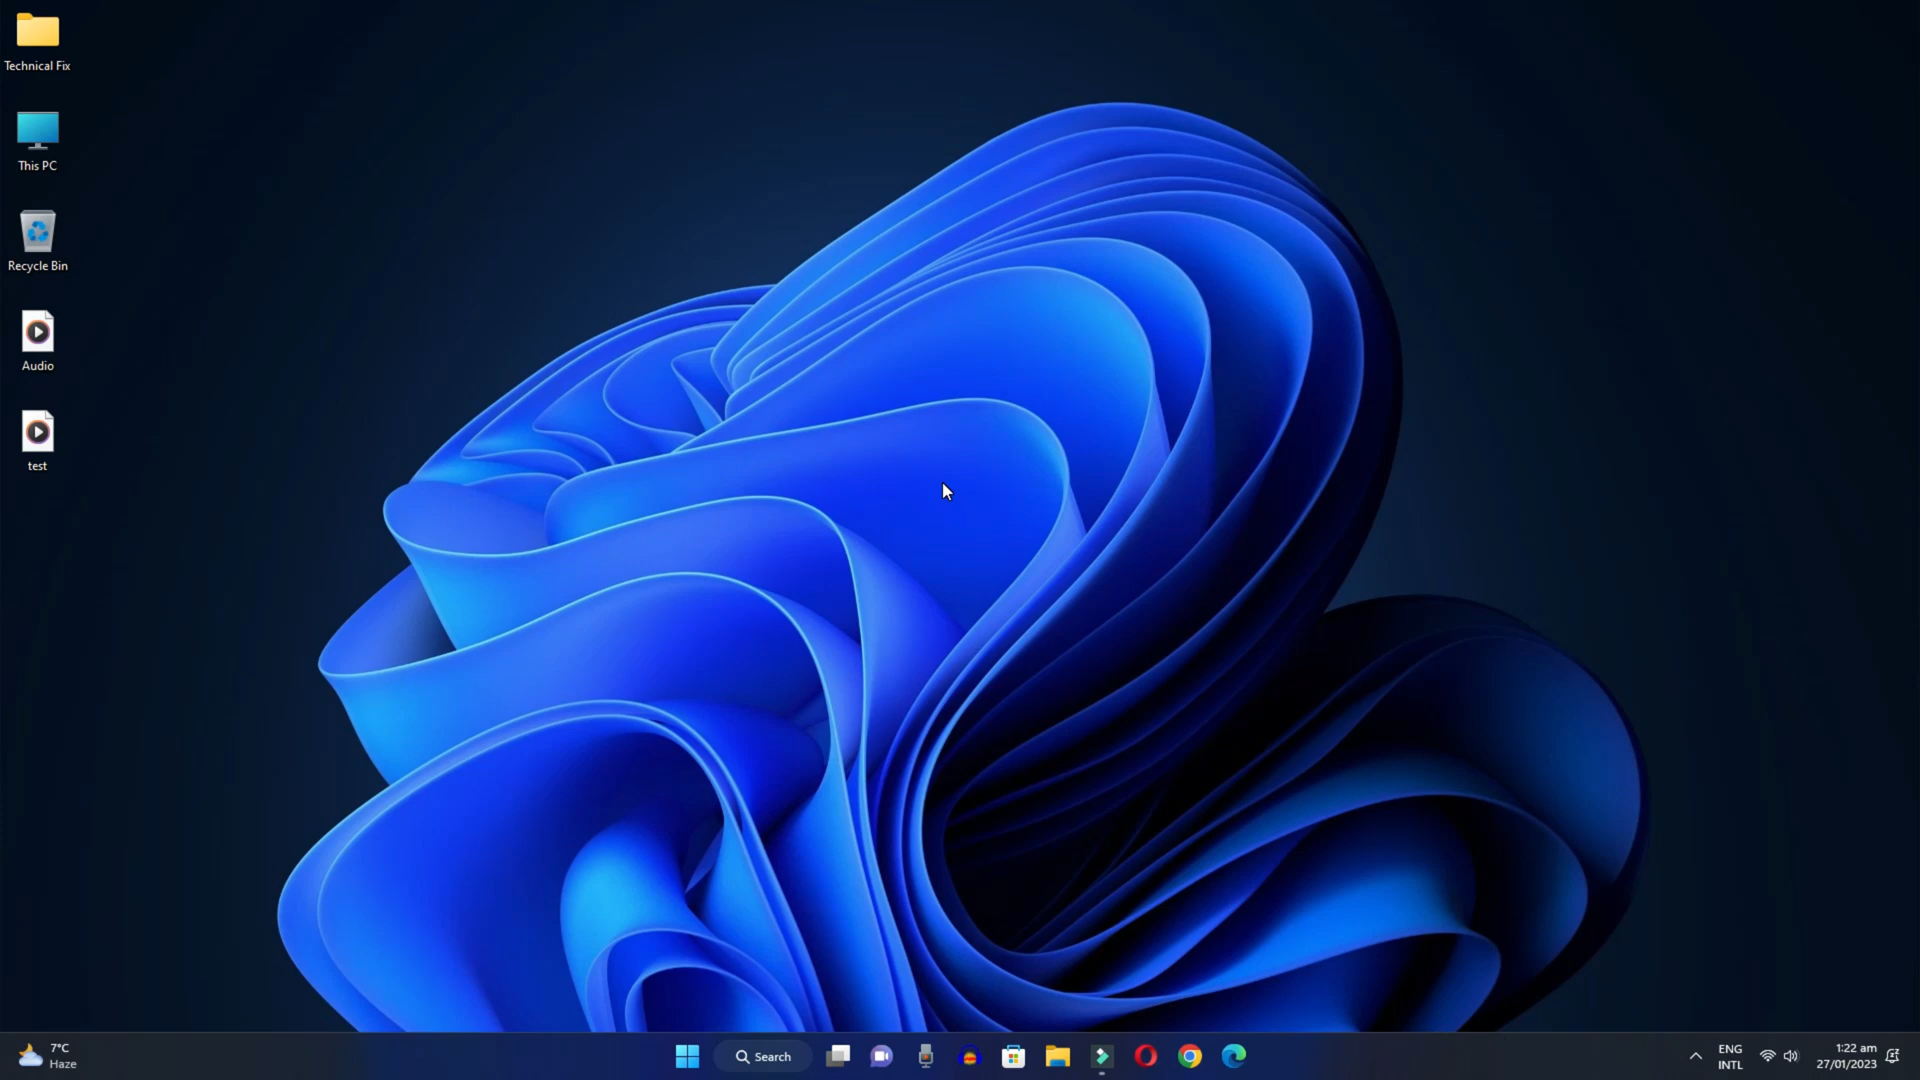 Technical Fix
This PC
Recycle Bin
Audio
test
7°C
Haze
Search
ENG
INTL
1:22 am
27/01/2023